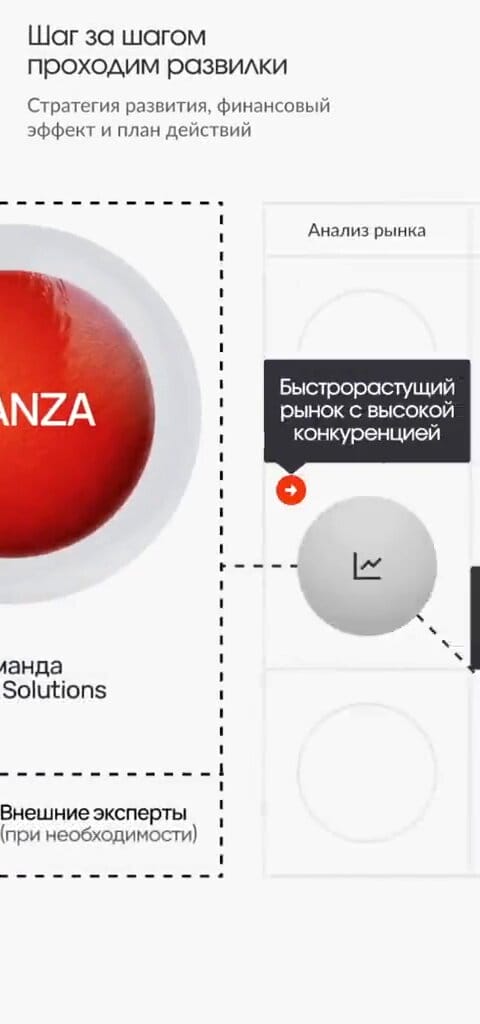 Шаг за шагом
проходим развилки
Стратегия развития, финансовый
эффект и план действий
Анализ рынка
Быстрорастущий
рынок с высокой
конкуренцией
ANZA
манда
Solutions
Внешние эксперты
(при необходимости)